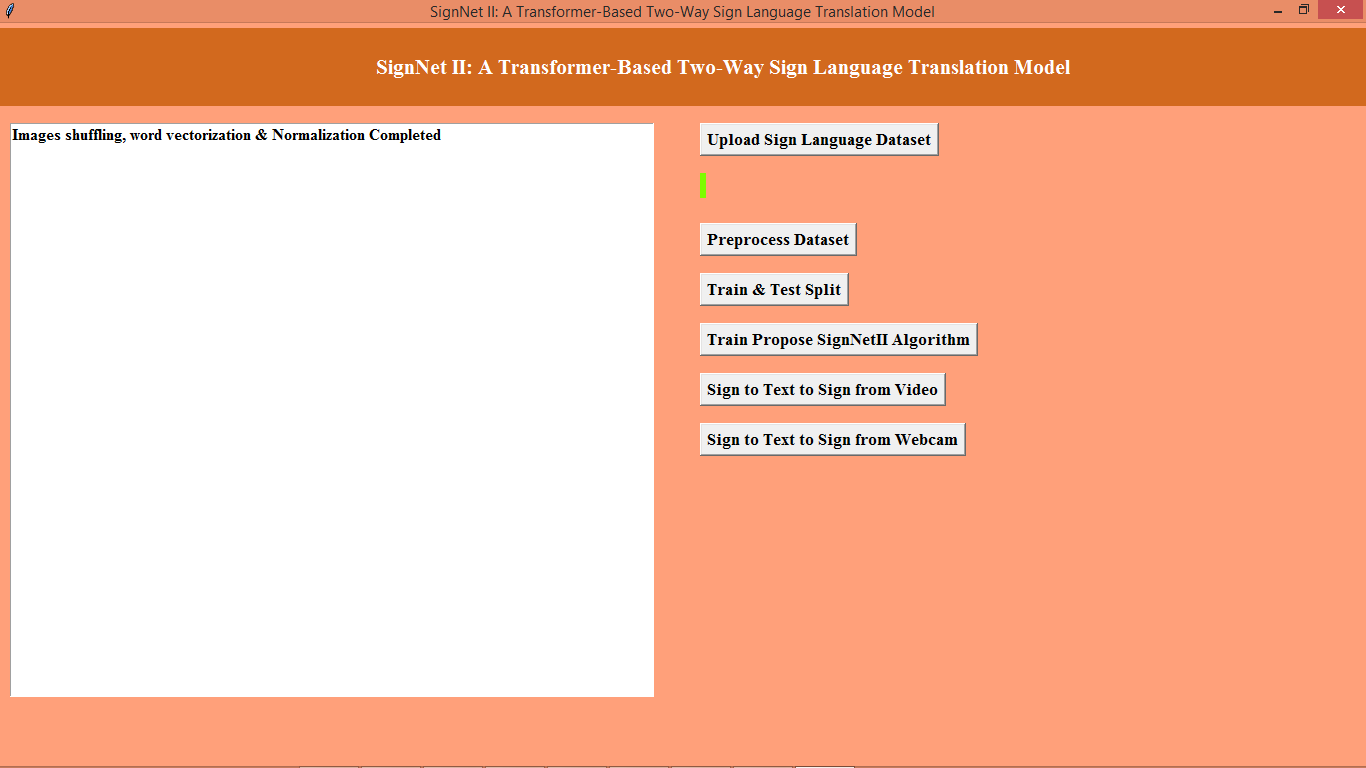 SignNet II: A Transformer-Based Two-Way Sign Language Translation Model
SignNet II: A Transformer-Based Two-Way Sign Language Translation Model
Images shuffling, word vectorization & Normalization Completed
Upload Sign Language Dataset
Preprocess Dataset
Train & Test Split
Train Propose SignNetII Algorithm
Sign to Text to Sign from Video
Sign to Text to Sign from Webcam